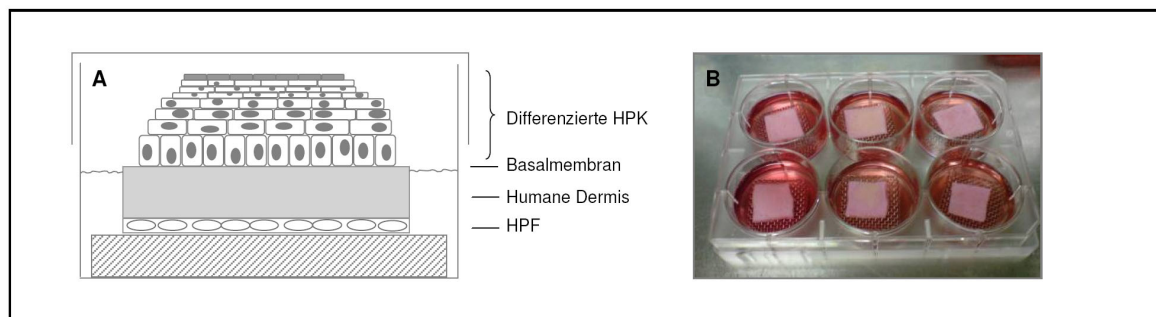 A
Differenzierte HPK
Basalmembran
Humane Dermis
HPF
B